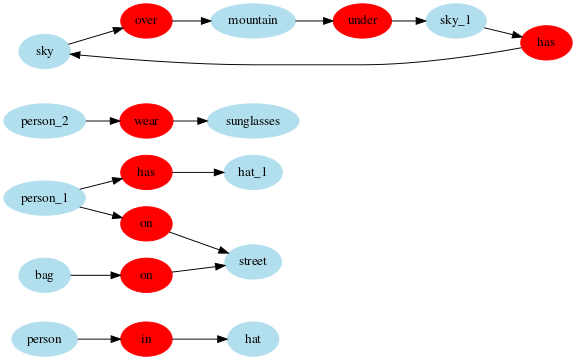 sky over mountain under sky_1 has
person_2 wear sunglasses
person_1 has hat_1
on
bag on street
person in hat